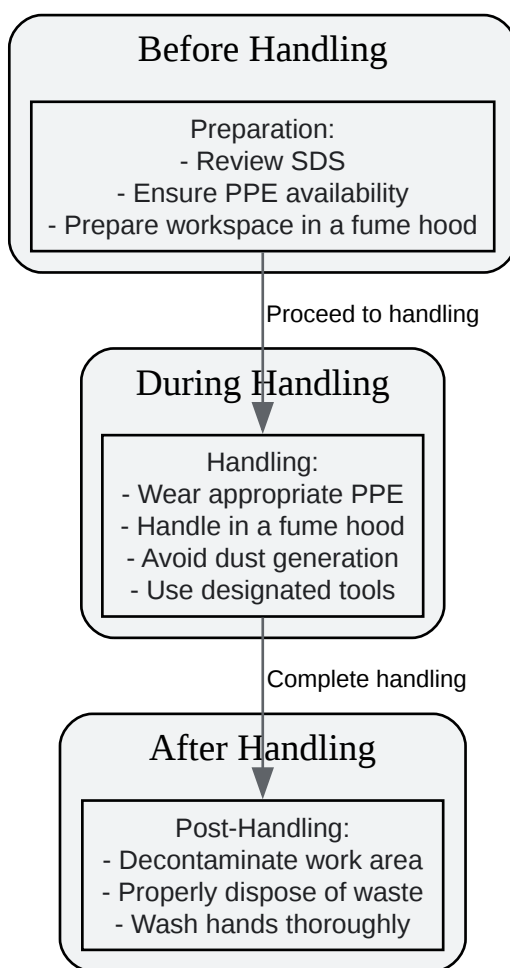 Before Handling
Preparation:
- Review SDS
- Ensure PPE availability
- Prepare workspace in a fume hood
Proceed to handling
During Handling
Handling:
- Wear appropriate PPE
- Handle in a fume hood
- Avoid dust generation
- Use designated tools
Complete handling
After Handling
Post-Handling:
- Decontaminate work area
- Properly dispose of waste
- Wash hands thoroughly